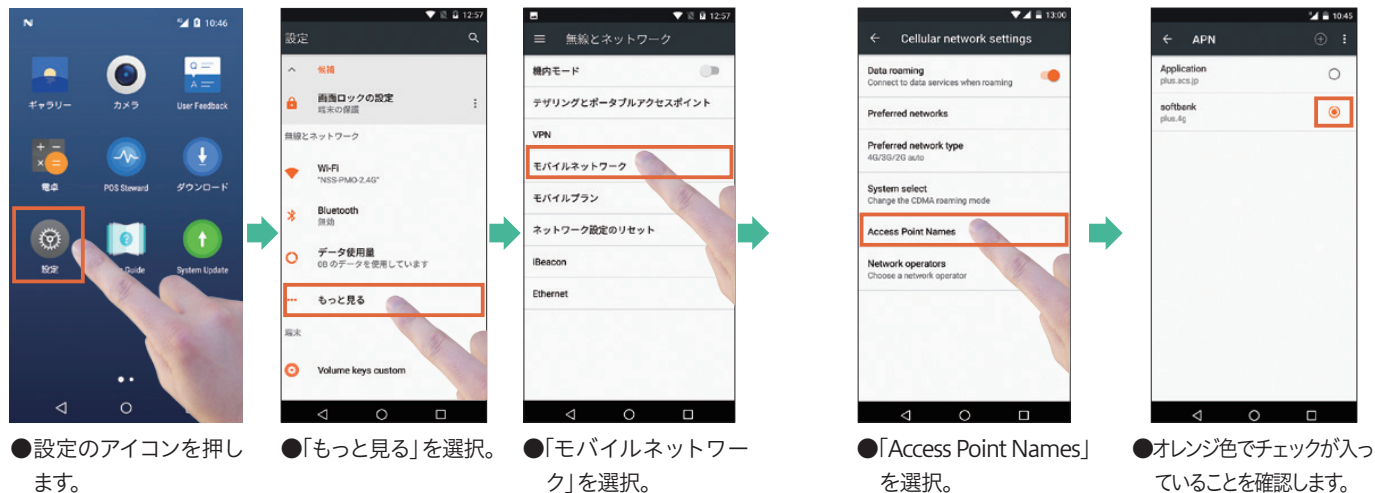 10:46
ギャラリー
カメラ
User Feedback
電卓
POS Steward
ダウンロード
設定
Guide
System Update
●設定のアイコンを押し
ます。
12:57
設定
候補
画面ロックの設定
端末の保護
無線とネットワーク
Wi-Fi
"NSS-PMO-2.4G"
Bluetooth
無効
データ使用量
0B のデータを使用しています
もっと見る
端末
Volume keys custom
●「もっと見る」を選択。
12:57
無線とネットワーク
機内モード
テザリングとポータブルアクセスポイント
VPN
モバイルネットワーク
モバイルプラン
ネットワーク設定のリセット
iBeacon
Ethernet
●「モバイルネットワー
ク」を選択。
13:00
Cellular network settings
Data roaming
Connect to data services when roaming
Preferred networks
Preferred network type
4G/3G/2G auto
System select
Change the CDMA roaming mode
Access Point Names
Network operators
Choose a network operator
●「Access Point Names」
を選択。
10:45
APN
Application
plus.acs.jp
softbank
plus.4g
●オレンジ色でチェックが入っ
ていることを確認します。